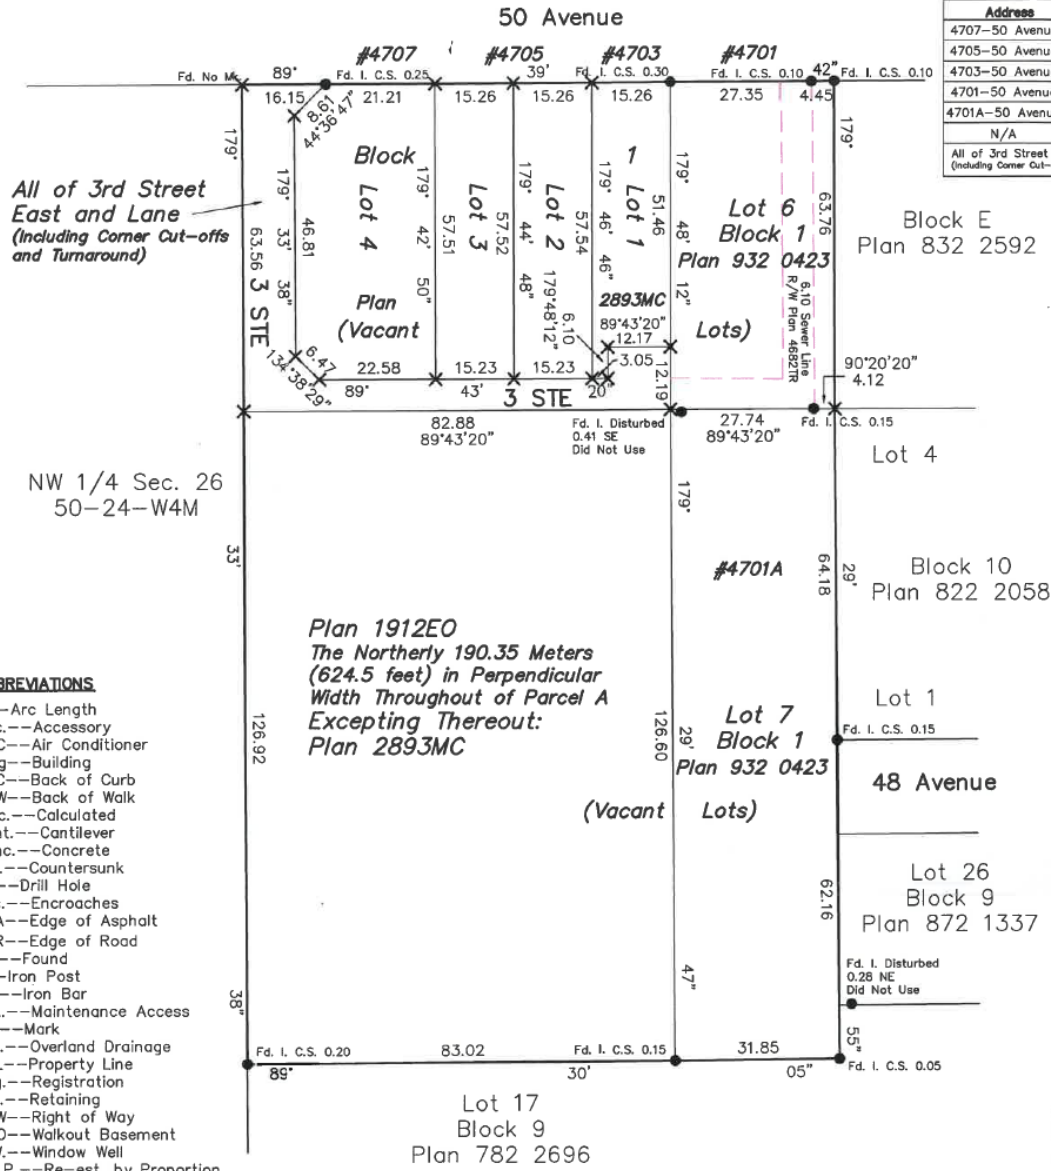 50 Avenue
Address
4707-50 Avenu
4705-50 Avenu
4703-50 Avenu
4701-50 Avenu
4701A-50 Avenu
N/A
All of 3rd Street
(Including Corner Cut-
#4707
#4705
#4703
#4701
Fd. No Mk.
89°
Fd. I. C.S. 0.25
39'
Fd. I. C.S. 0.30
Fd. I. C.S. 0.10
42"
Fd. I. C.S. 0.10
16.15
21.21
15.26
15.26
15.26
27.35
4.45
8.61
44°36'47"
179°
179°
33'
38"
46.81
63.56
3 STE
All of 3rd Street
East and Lane
(Including Corner Cut-offs
and Turnaround)
Block
Lot 4
Plan
(Vacant
179°
42'
50"
57.51
Lot 3
57.52
179°
44'
48"
Lot 2
57.54
179°
46'
46"
1
Lot 1
51.46
179°
48'
12"
Lot 6
Block 1
Plan 932 0423
63.76
179°
Block E
Plan 832 2592
2893MC
89°43'20"
12.17
Lots)
179°48'12"
6.10
3.05
12.19
6.10 Sewer Line
R/W Plan 4682TR
90°20'20"
4.12
6.47
134°38'29"
22.58
15.23
15.23
89°
43'
20"
3 STE
82.88
89°43'20"
Fd. I. Disturbed
0.41 SE
Did Not Use
27.74
89°43'20"
Fd. I. C.S. 0.15
Lot 4
NW 1/4 Sec. 26
50-24-W4M
33'
179°
#4701A
64.18
29'
Block 10
Plan 822 2058
Plan 1912EO
The Northerly 190.35 Meters
(624.5 feet) in Perpendicular
Width Throughout of Parcel A
Excepting Thereout:
Plan 2893MC
BREVIATIONS
-Arc Length
c.--Accessory
C--Air Conditioner
g--Building
C--Back of Curb
W--Back of Walk
c.--Calculated
nt.--Cantilever
nc.--Concrete
.--Countersunk
--Drill Hole
c.--Encroaches
A--Edge of Asphalt
R--Edge of Road
--Found
-Iron Post
--Iron Bar
.--Maintenance Access
--Mark
.--Overland Drainage
.--Property Line
g.--Registration
.--Retaining
W--Right of Way
O--Walkout Basement
V.--Window Well
P.--Re-est. by Proportion
126.92
38"
126.60
29'
47"
Lot 7
Block 1
Plan 932 0423
(Vacant Lots)
Lot 1
Fd. I. C.S. 0.15
48 Avenue
62.16
Lot 26
Block 9
Plan 872 1337
Fd. I. Disturbed
0.28 NE
Did Not Use
55"
Fd. I. C.S. 0.20
83.02
Fd. I. C.S. 0.15
31.85
Fd. I. C.S. 0.05
89°
30'
05"
Lot 17
Block 9
Plan 782 2696